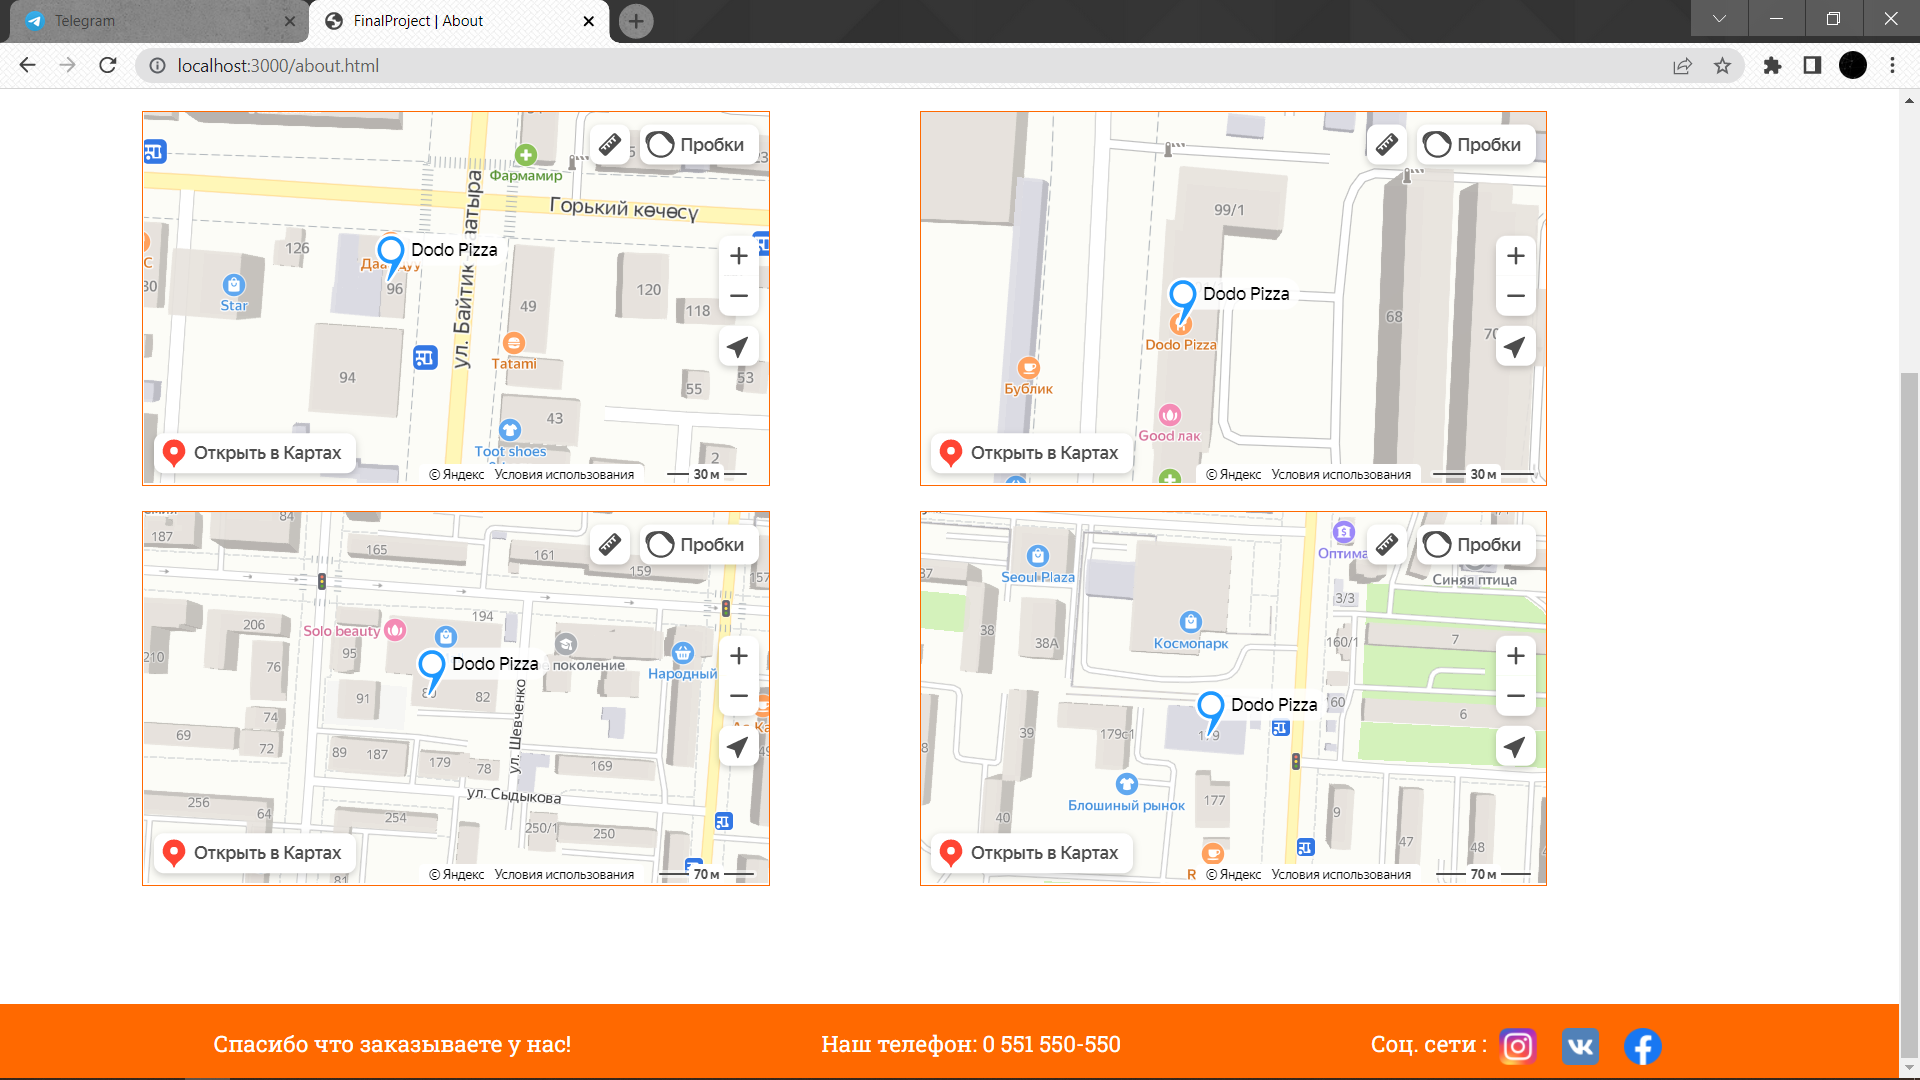 Telegram
FinalProject | About
localhost:3000/about.html
Пробки
Фармамир
Горький көчөсү
126
Dodo Pizza
96
Star
ул.
49
120
118
Tatami
94
55
53
43
Toot shoes
2
Открыть в Картах
© Яндекс Условия использования
30 м
Пробки
99/1
Dodo Pizza
68
Dodo Pizza
Бублик
Good лак
Открыть в Картах
© Яндекс Условия использования
30 м
84
187
165
161
159
Пробки
157
206
194
Solo beauty
210
76
95
Dodo Pizza
поколение
Народный
91
82
ул. Шевченко
74
69
72
89
187
179
78
169
ул. Сыдыкова
256
64
254
250/1
250
Открыть в Картах
81
© Яндекс Условия использования
70 м
Оптима
Пробки
Seoul Plaza
Синяя птица
37
3/3
38
38А
Космопарк
160/1
7
Dodo Pizza
60
6
39
179с1
179
Блошиный рынок
177
9
40
47
48
Открыть в Картах
R
© Яндекс Условия использования
70 м
Спасибо что заказываете у нас!
Наш телефон: 0 551 550-550
Соц. сети :